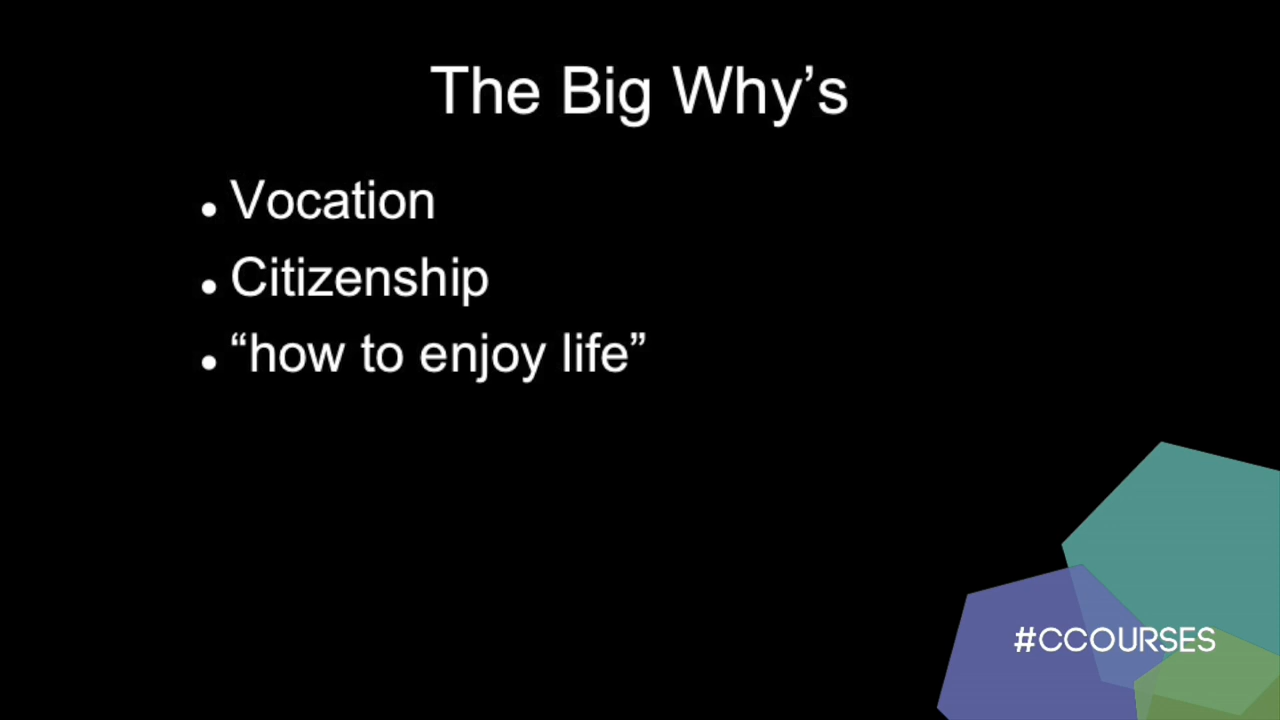 The Big Why’s
• Vocation
• Citizenship
• “how to enjoy life”
#CCOURSES